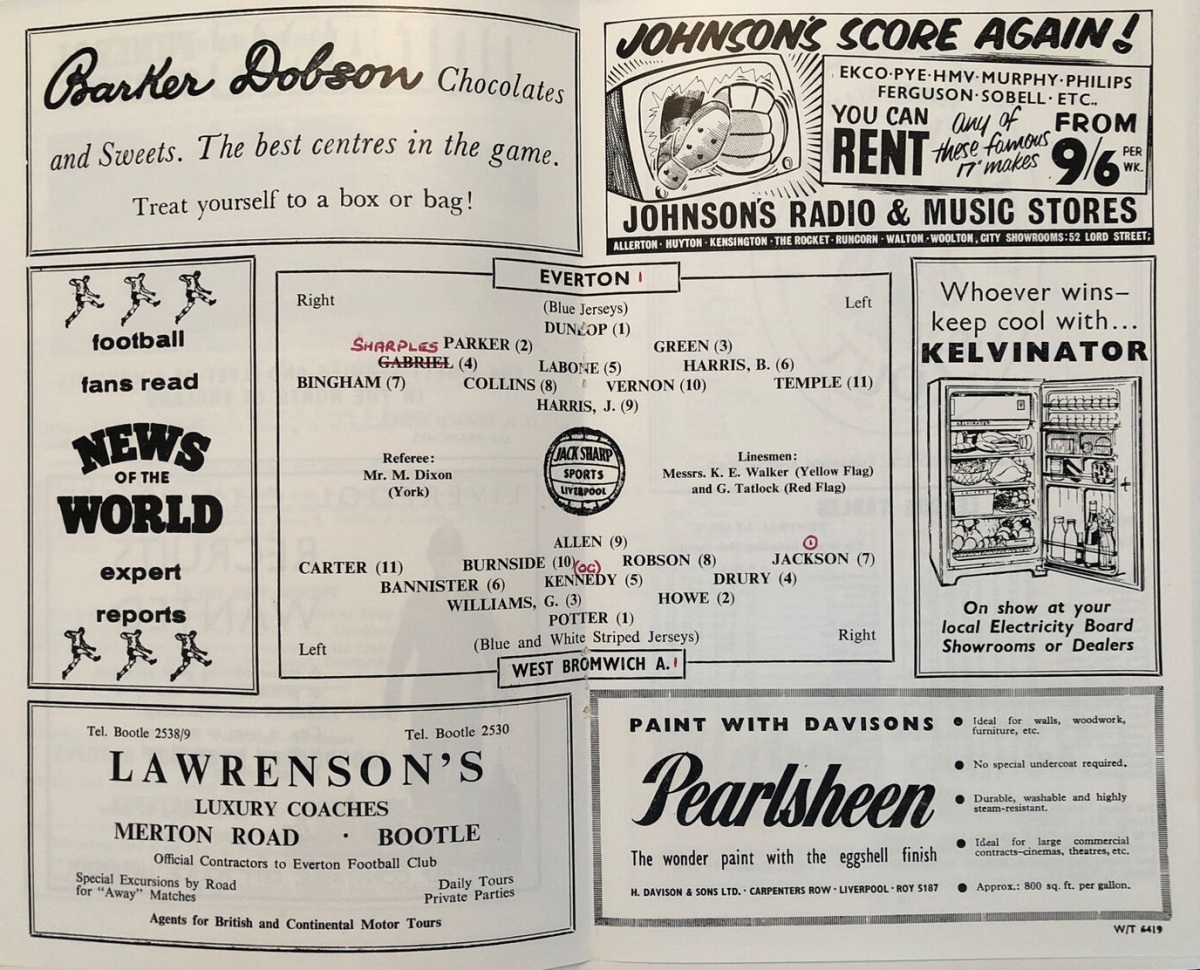 Barker Dobson Chocolates
and Sweets. The best centres in the game.
Treat yourself to a box or bag!
JOHNSON'S SCORE AGAIN!
EKCO·PYE·HMV·MURPHY·PHILIPS
FERGUSON·SOBELL·ETC..
YOU CAN RENT any of these famous 17" makes FROM 9/6 PER WK.
JOHNSON'S RADIO & MUSIC STORES
ALLERTON · HUYTON · KENSINGTON · THE ROCKET · RUNCORN · WALTON · WOOLTON, CITY SHOWROOMS: 52 LORD STREET;
football
fans read
NEWS
OF THE
WORLD
expert
reports
EVERTON 1
Right
Left
(Blue Jerseys)
DUNLOP (1)
SHARPLES PARKER (2) GREEN (3)
GABRIEL (4) LABONE (5) HARRIS, B. (6)
BINGHAM (7) COLLINS (8) VERNON (10) TEMPLE (11)
HARRIS, J. (9)
Referee:
Mr. M. Dixon
(York)
JACK SHARP
SPORTS
LIVERPOOL
Linesmen:
Messrs. K. E. Walker (Yellow Flag)
and G. Tatlock (Red Flag)
ALLEN (9)
1
CARTER (11) BURNSIDE (10) ROBSON (8) JACKSON (7)
(OG)
BANNISTER (6) KENNEDY (5) DRURY (4)
WILLIAMS, G. (3) HOWE (2)
POTTER (1)
(Blue and White Striped Jerseys)
Left
Right
WEST BROMWICH A. 1
Whoever wins–
keep cool with...
KELVINATOR
On show at your
local Electricity Board
Showrooms or Dealers
Tel. Bootle 2538/9 Tel. Bootle 2530
LAWRENSON'S
LUXURY COACHES
MERTON ROAD · BOOTLE
Official Contractors to Everton Football Club
Special Excursions by Road
for "Away" Matches
Daily Tours
Private Parties
Agents for British and Continental Motor Tours
PAINT WITH DAVISONS
Pearlsheen
The wonder paint with the eggshell finish
H. DAVISON & SONS LTD. · CARPENTERS ROW · LIVERPOOL · ROY 5187
● Ideal for walls, woodwork,
furniture, etc.
● No special undercoat required.
● Durable, washable and highly
steam-resistant.
● Ideal for large commercial
contracts–cinemas, theatres, etc.
● Approx.: 800 sq. ft. per gallon.
W/T 6419